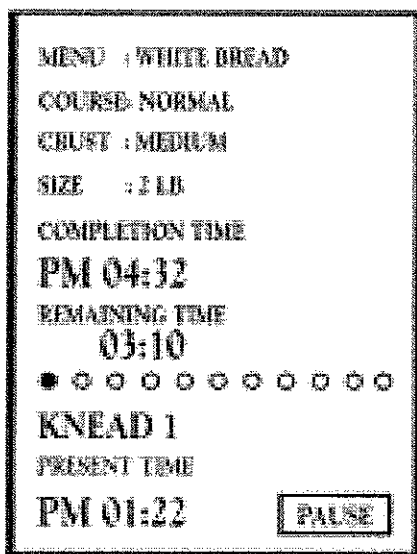 MENU : WHITE BREAD
COURSE: NORMAL
CRUST : MEDIUM
SIZE : 2 LB
COMPLETION TIME
PM 04:32
REMAINING TIME
03:10
KNEAD 1
PRESENT TIME
PM 01:22
PAUSE